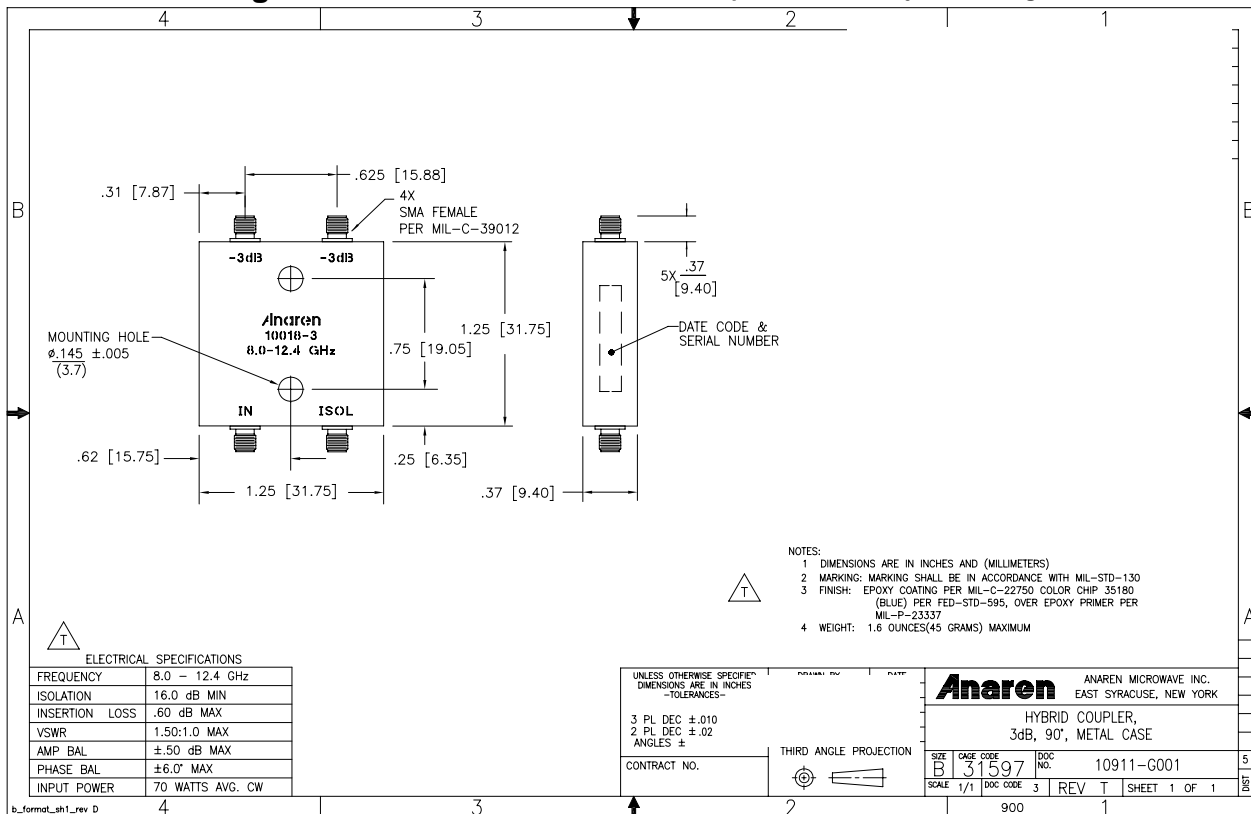 4 3 2 1
.31 [7.87]
.625 [15.88]
4X
SMA FEMALE
PER MIL-C-39012
B
-3dB -3dB
Anaren
10018-3
8.0-12.4 GHz
MOUNTING HOLE
ø.145 ±.005
(3.7)
.75 [19.05]
1.25 [31.75]
IN ISOL
.62 [15.75]
.25 [6.35]
1.25 [31.75]
5X .37
[9.40]
DATE CODE &
SERIAL NUMBER
.37 [9.40]
NOTES:
1 DIMENSIONS ARE IN INCHES AND (MILLIMETERS)
2 MARKING: MARKING SHALL BE IN ACCORDANCE WITH MIL-STD-130
3 FINISH: EPOXY COATING PER MIL-C-22750 COLOR CHIP 35180
(BLUE) PER FED-STD-595, OVER EPOXY PRIMER PER
MIL-P-23337
4 WEIGHT: 1.6 OUNCES(45 GRAMS) MAXIMUM
T
A
T
ELECTRICAL SPECIFICATIONS
FREQUENCY 8.0 - 12.4 GHz
ISOLATION 16.0 dB MIN
INSERTION LOSS .60 dB MAX
VSWR 1.50:1.0 MAX
AMP BAL ±.50 dB MAX
PHASE BAL ±6.0° MAX
INPUT POWER 70 WATTS AVG. CW
UNLESS OTHERWISE SPECIFIED
DIMENSIONS ARE IN INCHES
-TOLERANCES-
3 PL DEC ±.010
2 PL DEC ±.02
ANGLES ±
CONTRACT NO.
THIRD ANGLE PROJECTION
Anaren
ANAREN MICROWAVE INC.
EAST SYRACUSE, NEW YORK
HYBRID COUPLER,
3dB, 90°, METAL CASE
SIZE B CAGE CODE 31597 DOC NO. 10911-G001
SCALE 1/1 DOC CODE 3 REV T SHEET 1 OF 1
5
DIST
b_format_sh1_rev D
4 3 2 1
900